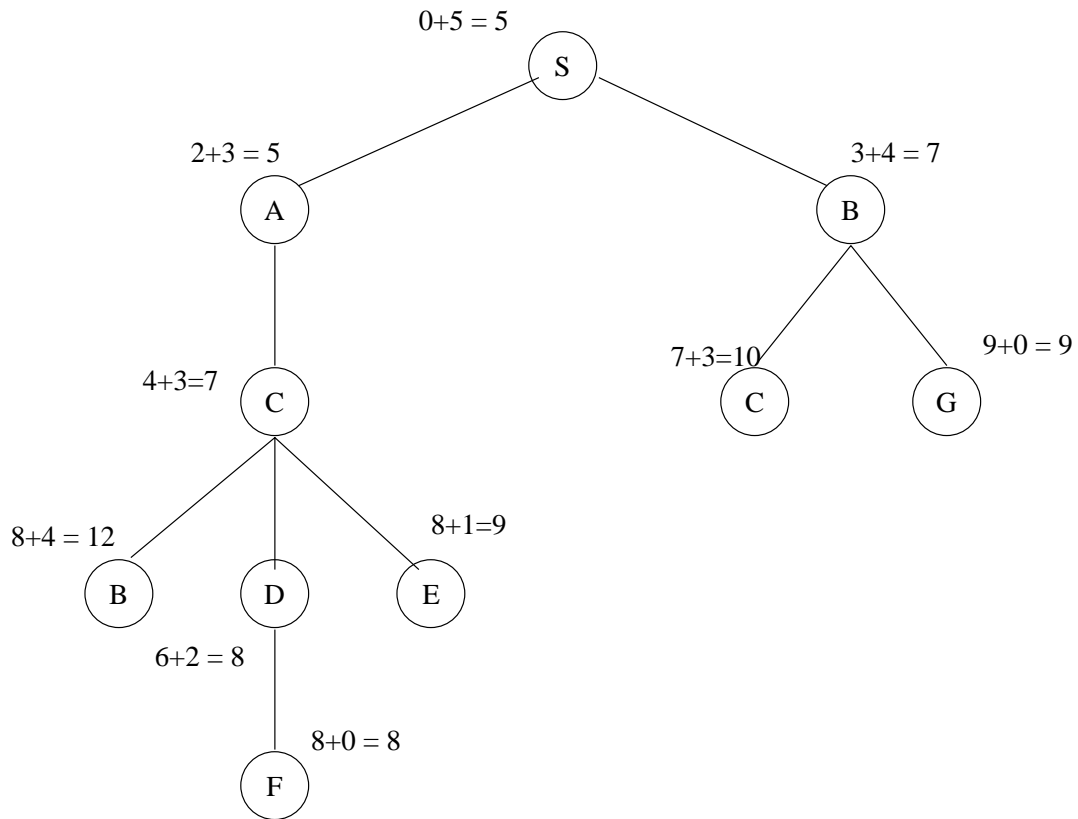 0+5 = 5
S
2+3 = 5
3+4 = 7
A
B
4+3=7
7+3=10
9+0 = 9
C
C
G
8+4 = 12
8+1=9
B
D
E
6+2 = 8
8+0 = 8
F